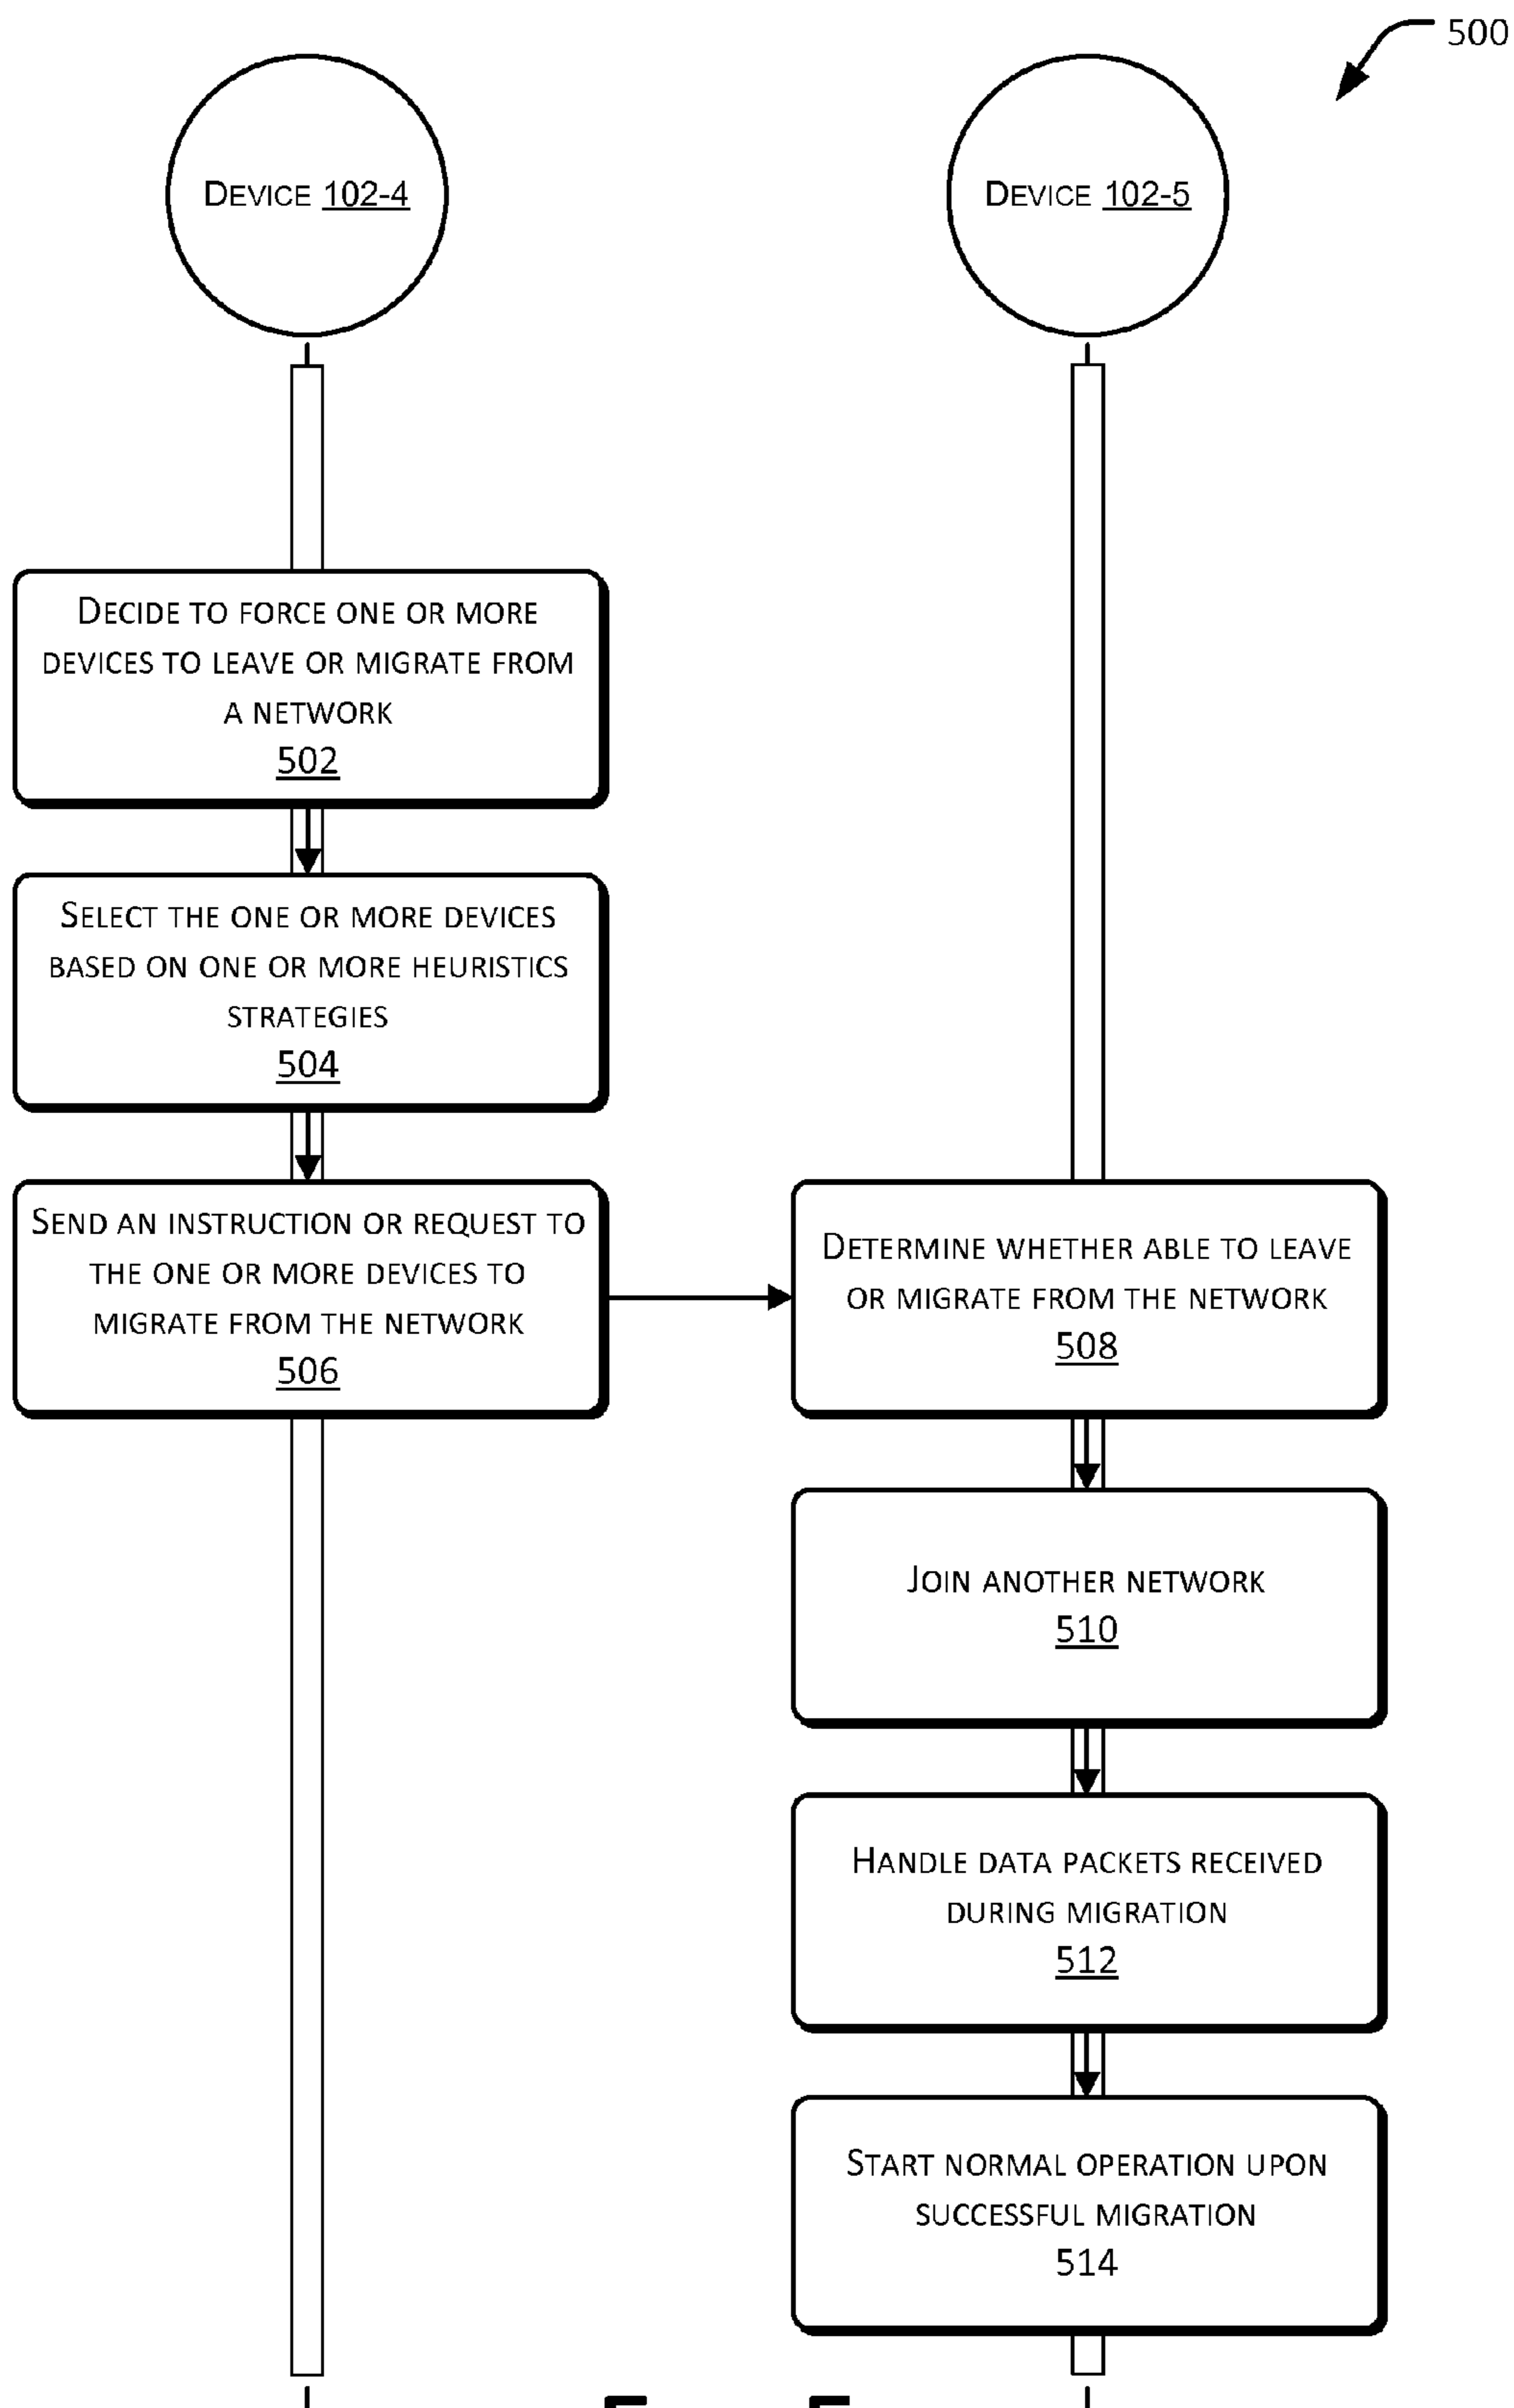 500
DEVICE 102-4
DEVICE 102-5
DECIDE TO FORCE ONE OR MORE
DEVICES TO LEAVE OR MIGRATE FROM
A NETWORK
502
SELECT THE ONE OR MORE DEVICES
BASED ON ONE OR MORE HEURISTICS
STRATEGIES
504
SEND AN INSTRUCTION OR REQUEST TO
THE ONE OR MORE DEVICES TO
MIGRATE FROM THE NETWORK
506
DETERMINE WHETHER ABLE TO LEAVE
OR MIGRATE FROM THE NETWORK
508
JOIN ANOTHER NETWORK
510
HANDLE DATA PACKETS RECEIVED
DURING MIGRATION
512
START NORMAL OPERATION UPON
SUCCESSFUL MIGRATION
514